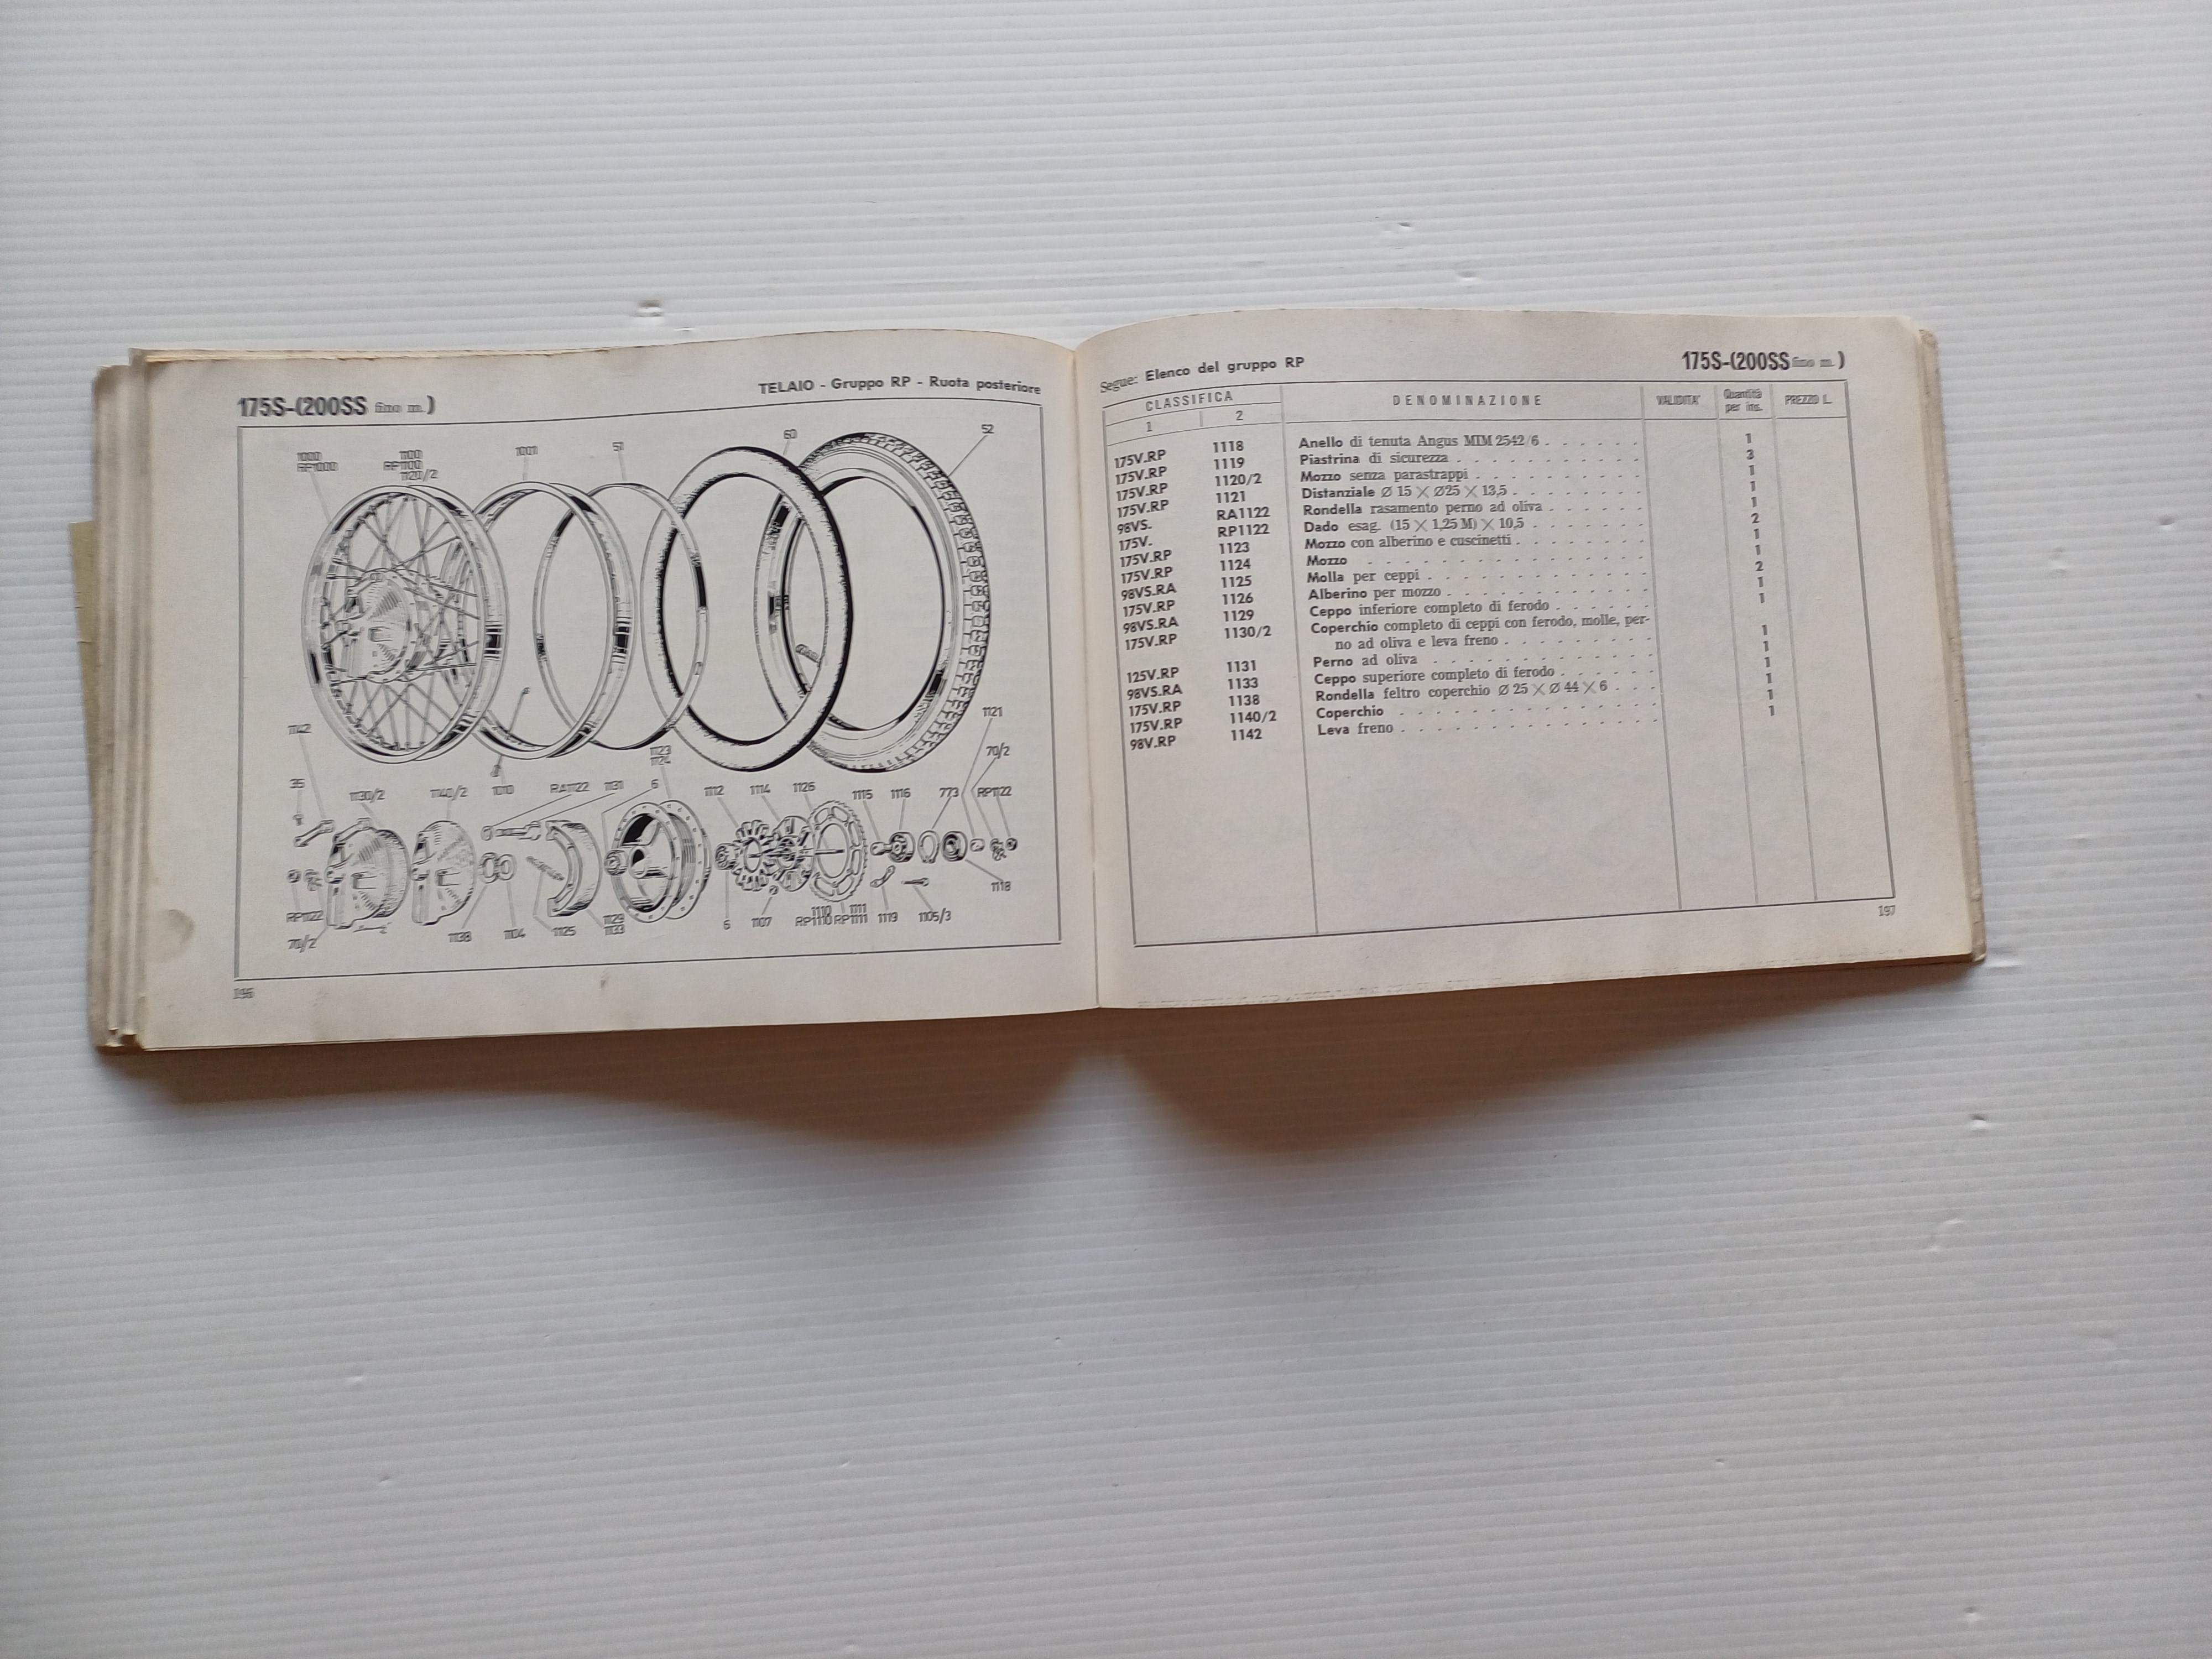 175S-(200SS fino m. )
TELAIO - Gruppo RP - Ruota posteriore
1000
RP1000
1100
RP1100
1120/2
1001
51
60
52
1142
35
1130/2
1140/2
1010
RA1122
1131
6
1123
1124
1112
1114
1126
1115
1116
773
RP1122
70/2
1121
RP1122
70/2
1138
1104
1125
1129
1133
6
1107
1110
RP1110
1111
RP1111
1119
1105/3
1118
196
Segue: Elenco del gruppo RP
175S-(200SS fino m. )
CLASSIFICA DENOMINAZIONE VALIDITA' Quantità per ins. PREZZO L.
1 2
175V.RP 1118 Anello di tenuta Angus MIM 2542/6 . . . . . . 1
175V.RP 1119 Piastrina di sicurezza . . . . . . . . . . 3
175V.RP 1120/2 Mozzo senza parastrappi . . . . . . . . . 1
175V.RP 1121 Distanziale Ø 15 × Ø25 × 13,5 . . . . . . . 1
98VS. RA1122 Rondella rasamento perno ad oliva . . . . . . 1
175V. RP1122 Dado esag. (15 × 1,25 M) × 10,5 . . . . . . 2
175V.RP 1123 Mozzo con alberino e cuscinetti . . . . . . . 1
175V.RP 1124 Mozzo . . . . . . . . . . . . . 1
98VS.RA 1125 Molla per ceppi . . . . . . . . . . . 2
175V.RP 1126 Alberino per mozzo . . . . . . . . . . 1
98VS.RA 1129 Ceppo inferiore completo di ferodo . . . . . . 1
175V.RP 1130/2 Coperchio completo di ceppi con ferodo, molle, per-
no ad oliva e leva freno . . . . . . . . 1
125V.RP 1131 Perno ad oliva . . . . . . . . . . . 1
98VS.RA 1133 Ceppo superiore completo di ferodo . . . . . . 1
175V.RP 1138 Rondella feltro coperchio Ø 25 × Ø 44 × 6 . . . 1
175V.RP 1140/2 Coperchio . . . . . . . . . . . . 1
98V.RP 1142 Leva freno . . . . . . . . . . . . 1
197